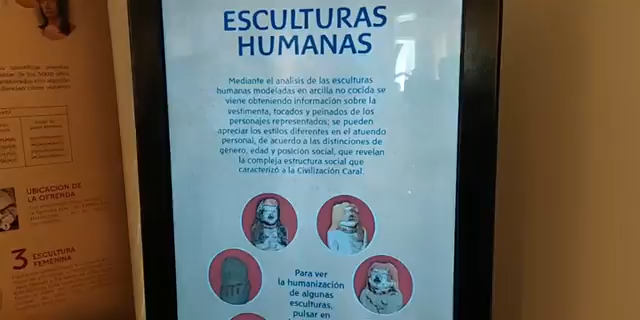 ESCULTURAS
HUMANAS
Mediante el análisis de las esculturas
humanas modeladas en arcilla no cocida se
viene obteniendo información sobre la
vestimenta, tocados y peinados de los
personajes representados; se pueden
apreciar los estilos diferentes en el atuendo
personal, de acuerdo a las distinciones de
género, edad y posición social, que revelan
la compleja estructura social que
caracterizó a la Civilización Caral.
Para ver
la humanización
de algunas
esculturas,
pulsar en
UBICACIÓN DE
LA OFRENDA
3 ESCULTURA
FEMENINA